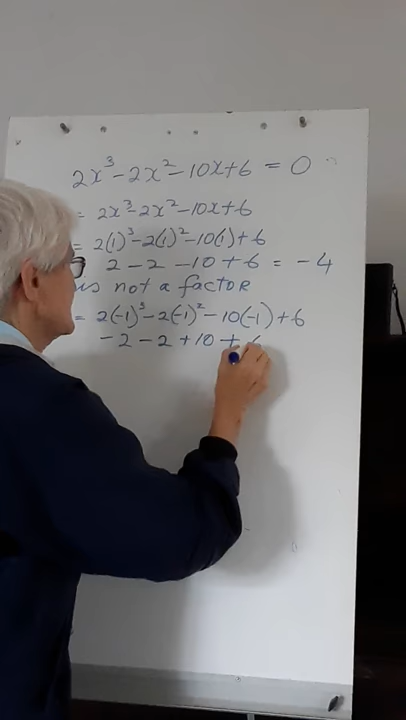 2x³-2x²-10x+6 = 0
= 2x³-2x²-10x+6
= 2(1)³-2(1)²-10(1)+6
2-2-10+6 = -4
is not a factor
= 2(-1)³-2(-1)²-10(-1)+6
-2-2+10+6